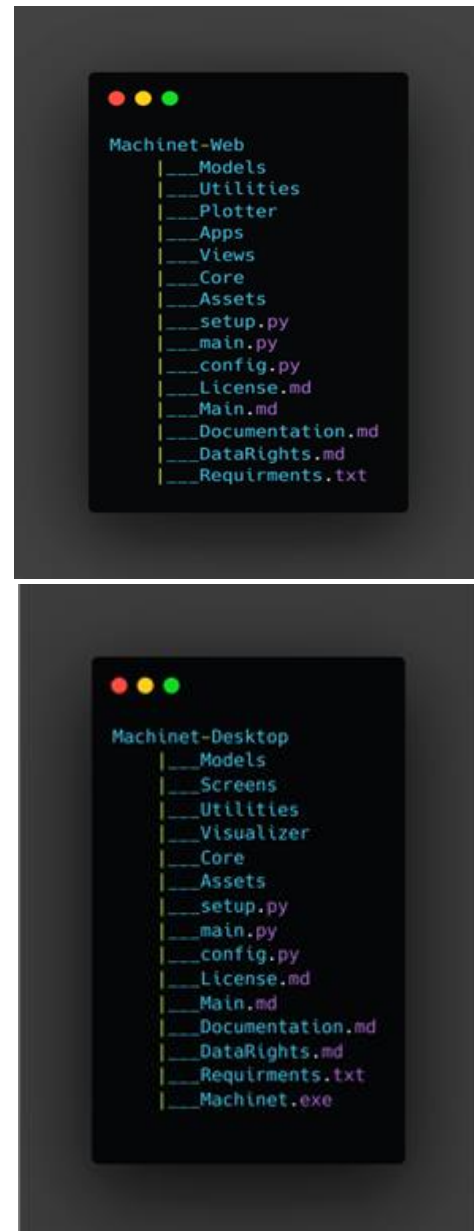 Machinet-Web
|___Models
|___Utilities
|___Plotter
|___Apps
|___Views
|___Core
|___Assets
|___setup.py
|___main.py
|___config.py
|___License.md
|___Main.md
|___Documentation.md
|___DataRights.md
|___Requirments.txt
Machinet-Desktop
|___Models
|___Screens
|___Utilities
|___Visualizer
|___Core
|___Assets
|___setup.py
|___main.py
|___config.py
|___License.md
|___Main.md
|___Documentation.md
|___DataRights.md
|___Requirments.txt
|___Machinet.exe